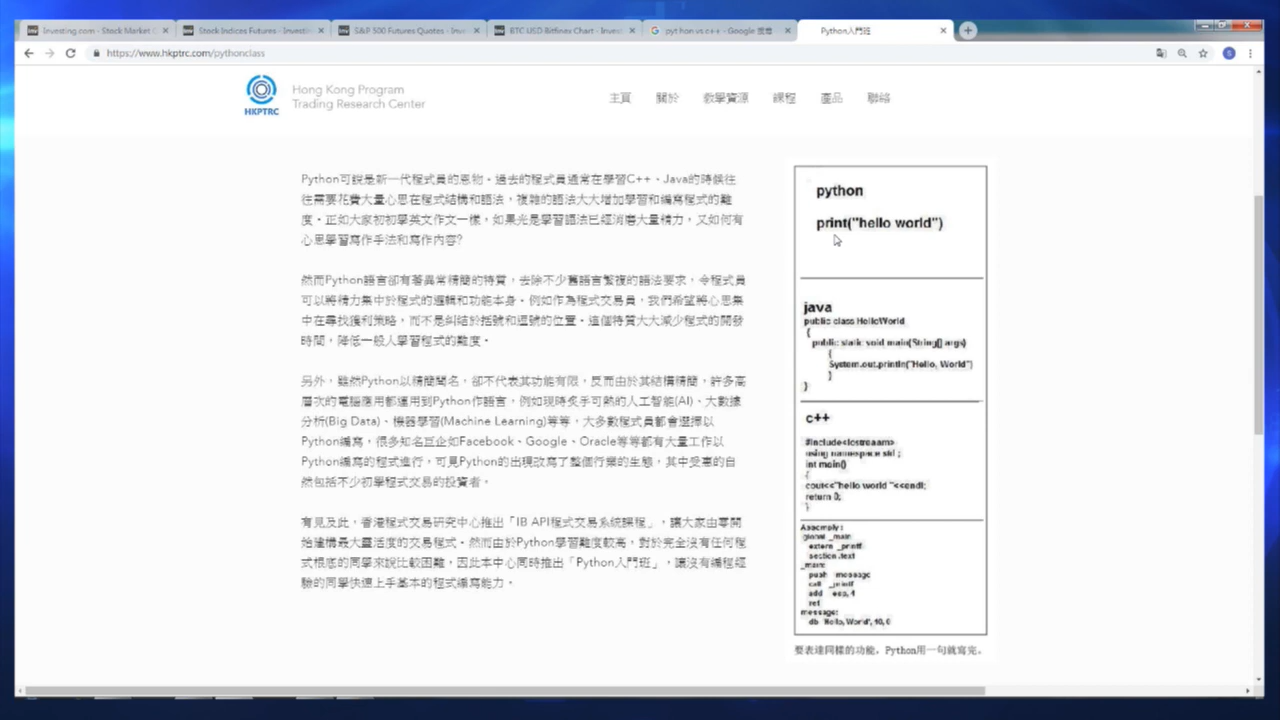 Investing.com - Stock Market
Stock Indices Futures - Investin
S&P 500 Futures Quotes - Inve
BTC USD Bitfinex Chart - Invest
pyt hon vs c++ - Google 搜尋
Python入門班
https://www.hkptrc.com/pythonclass
HKPTRC
Hong Kong Program
Trading Research Center
主頁 關於 教學資源 課程 產品 聯絡
Python可說是新一代程式員的恩物。過去的程式員通常在學習C++、Java的時候往
往需要花費大量心思在程式結構和語法，複雜的語法大大增加學習和編寫程式的難
度。正如大家初初學英文作文一樣，如果光是學習語法已經消磨大量精力，又如何有
心思學習寫作手法和寫作內容?
然而Python語言卻有著異常精簡的特質，去除不少舊語言繁複的語法要求，令程式員
可以將精力集中於程式的邏輯和功能本身。例如作為程式交易員，我們希望將心思集
中在尋找獲利策略，而不是糾結於括號和逗號的位置。這個特質大大減少程式的開發
時間，降低一般人學習程式的難度。
另外，雖然Python以精簡聞名，卻不代表其功能有限，反而由於其結構精簡，許多高
層次的電腦應用都運用到Python作語言，例如現時炙手可熱的人工智能(AI)、大數據
分析(Big Data)、機器學習(Machine Learning)等等，大多數程式員都會選擇以
Python編寫，很多知名巨企如Facebook、Google、Oracle等等都有大量工作以
Python編寫的程式進行，可見Python的出現改寫了整個行業的生態，其中受惠的自
然包括不少初學程式交易的投資者。
有見及此，香港程式交易研究中心推出「IB API程式交易系統課程」，讓大家由零開
始建構最大靈活度的交易程式。然而由於Python學習難度較高，對於完全沒有任何程
式根底的同學來說比較困難，因此本中心同時推出「Python入門班」，讓沒有編程經
驗的同學快速上手基本的程式編寫能力。
python
print("hello world")
java
public class HelloWorld
{
public static void main(String[] args)
{
System.out.println("Hello, World")
}
}
c++
#include<iostream>
using namespace std ;
int main()
{
cout<<"hello world "<<endl;
return 0;
}
Assembly :
global _main
extern _printf
section .text
_main:
push message
call _printf
add esp, 4
ret
message:
db 'Hello, World', 10, 0
要表達同樣的功能，Python用一句就寫完。